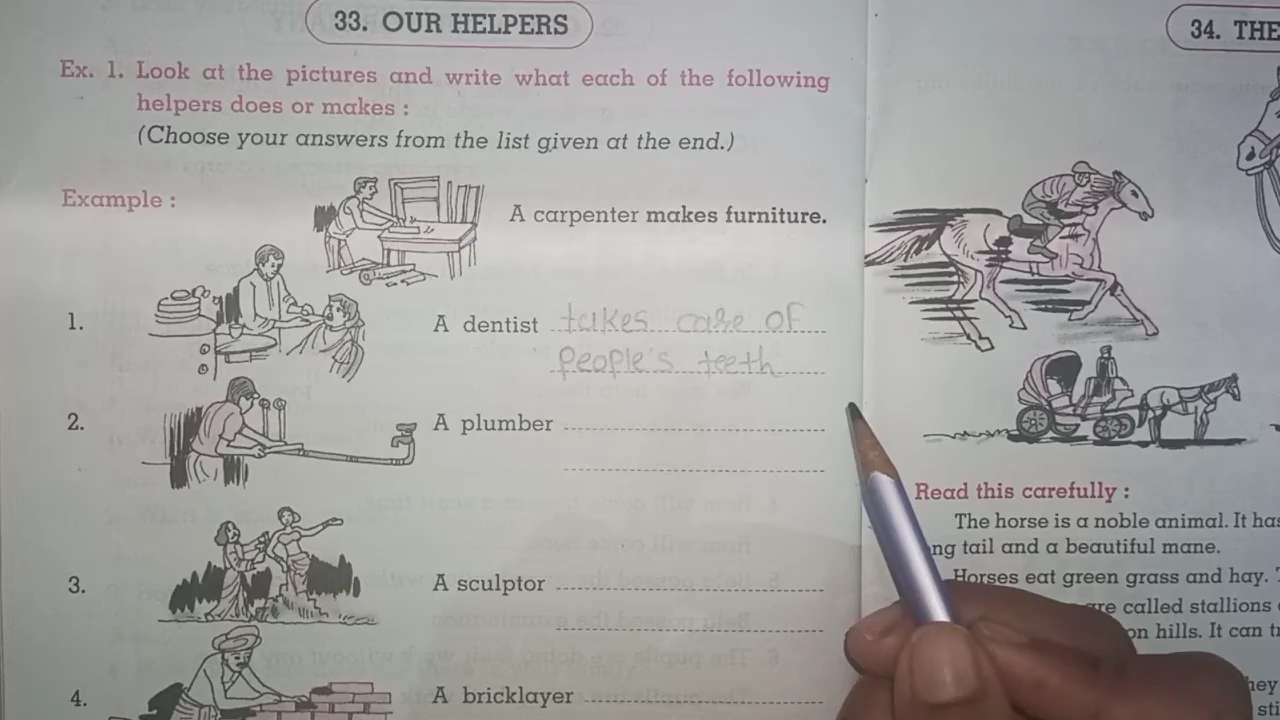 33. OUR HELPERS
Ex. 1. Look at the pictures and write what each of the following
helpers does or makes :
(Choose your answers from the list given at the end.)
Example :
A carpenter makes furniture.
1. A dentist takes care of
people's teeth
2. A plumber
3. A sculptor
4. A bricklayer
34. THE
Read this carefully :
The horse is a noble animal. It has
ng tail and a beautiful mane.
Horses eat green grass and hay.
are called stallions
on hills. It can